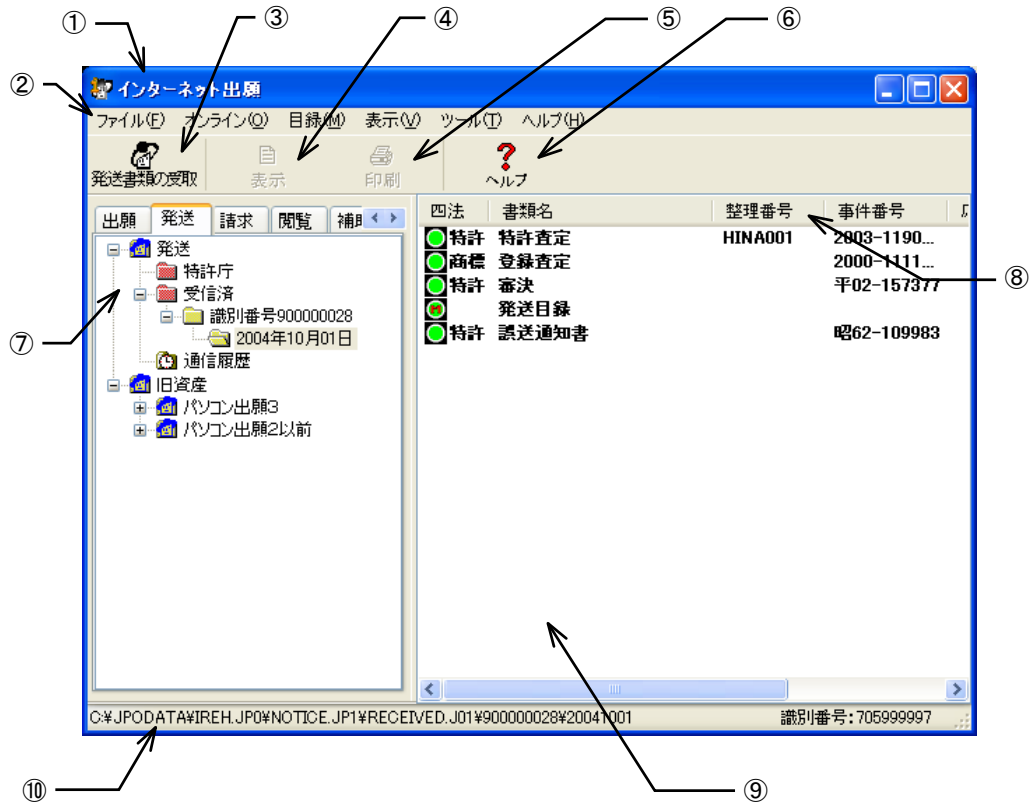 ① ③ ④ ⑤ ⑥
②
インターネット出願
ファイル(F) オンライン(O) 目録(M) 表示(V) ツール(T) ヘルプ(H)
発送書類の受取 表示 印刷 ヘルプ
出願 発送 請求 閲覧
四法 書類名 整理番号 事件番号
発送
特許庁
受信済
識別番号900000028
2004年10月01日
通信履歴
旧資産
パソコン出願3
パソコン出願2以前
特許 特許査定 HINA001 2003-1190...
商標 登録査定 2000-1111...
特許 審決 平02-157377
発送目録
特許 誤送通知書 昭62-109983
⑦
⑧
C:¥JPODATA¥IREH.JP0¥NOTICE.JP1¥RECEIVED.J01¥900000028¥20041001 識別番号:705999997
⑩ ⑨